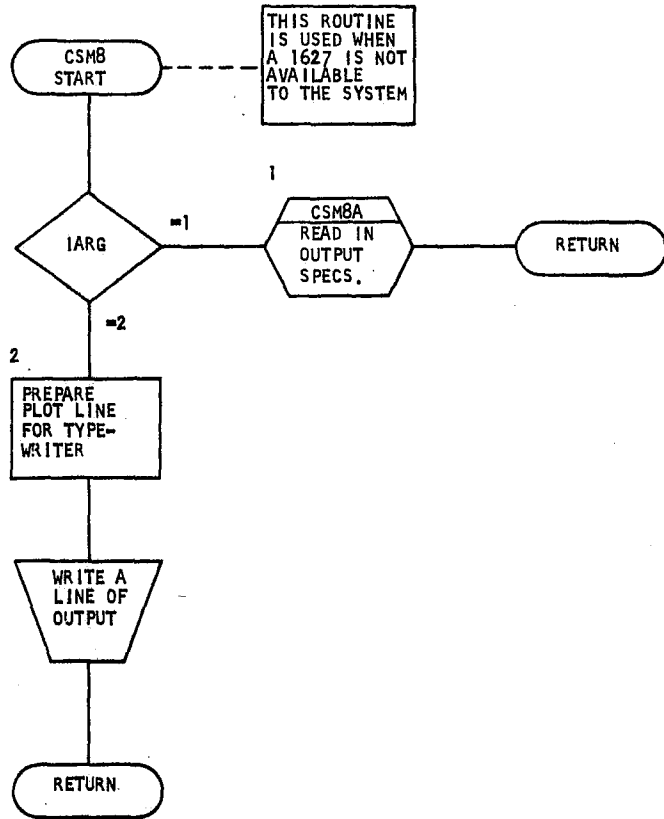 THIS ROUTINE
IS USED WHEN
A 1627 IS NOT
AVAILABLE
TO THE SYSTEM
CSM8
START
1
IARG
=1
CSM8A
READ IN
OUTPUT
SPECS.
RETURN
=2
2
PREPARE
PLOT LINE
FOR TYPE-
WRITER
WRITE A
LINE OF
OUTPUT
RETURN